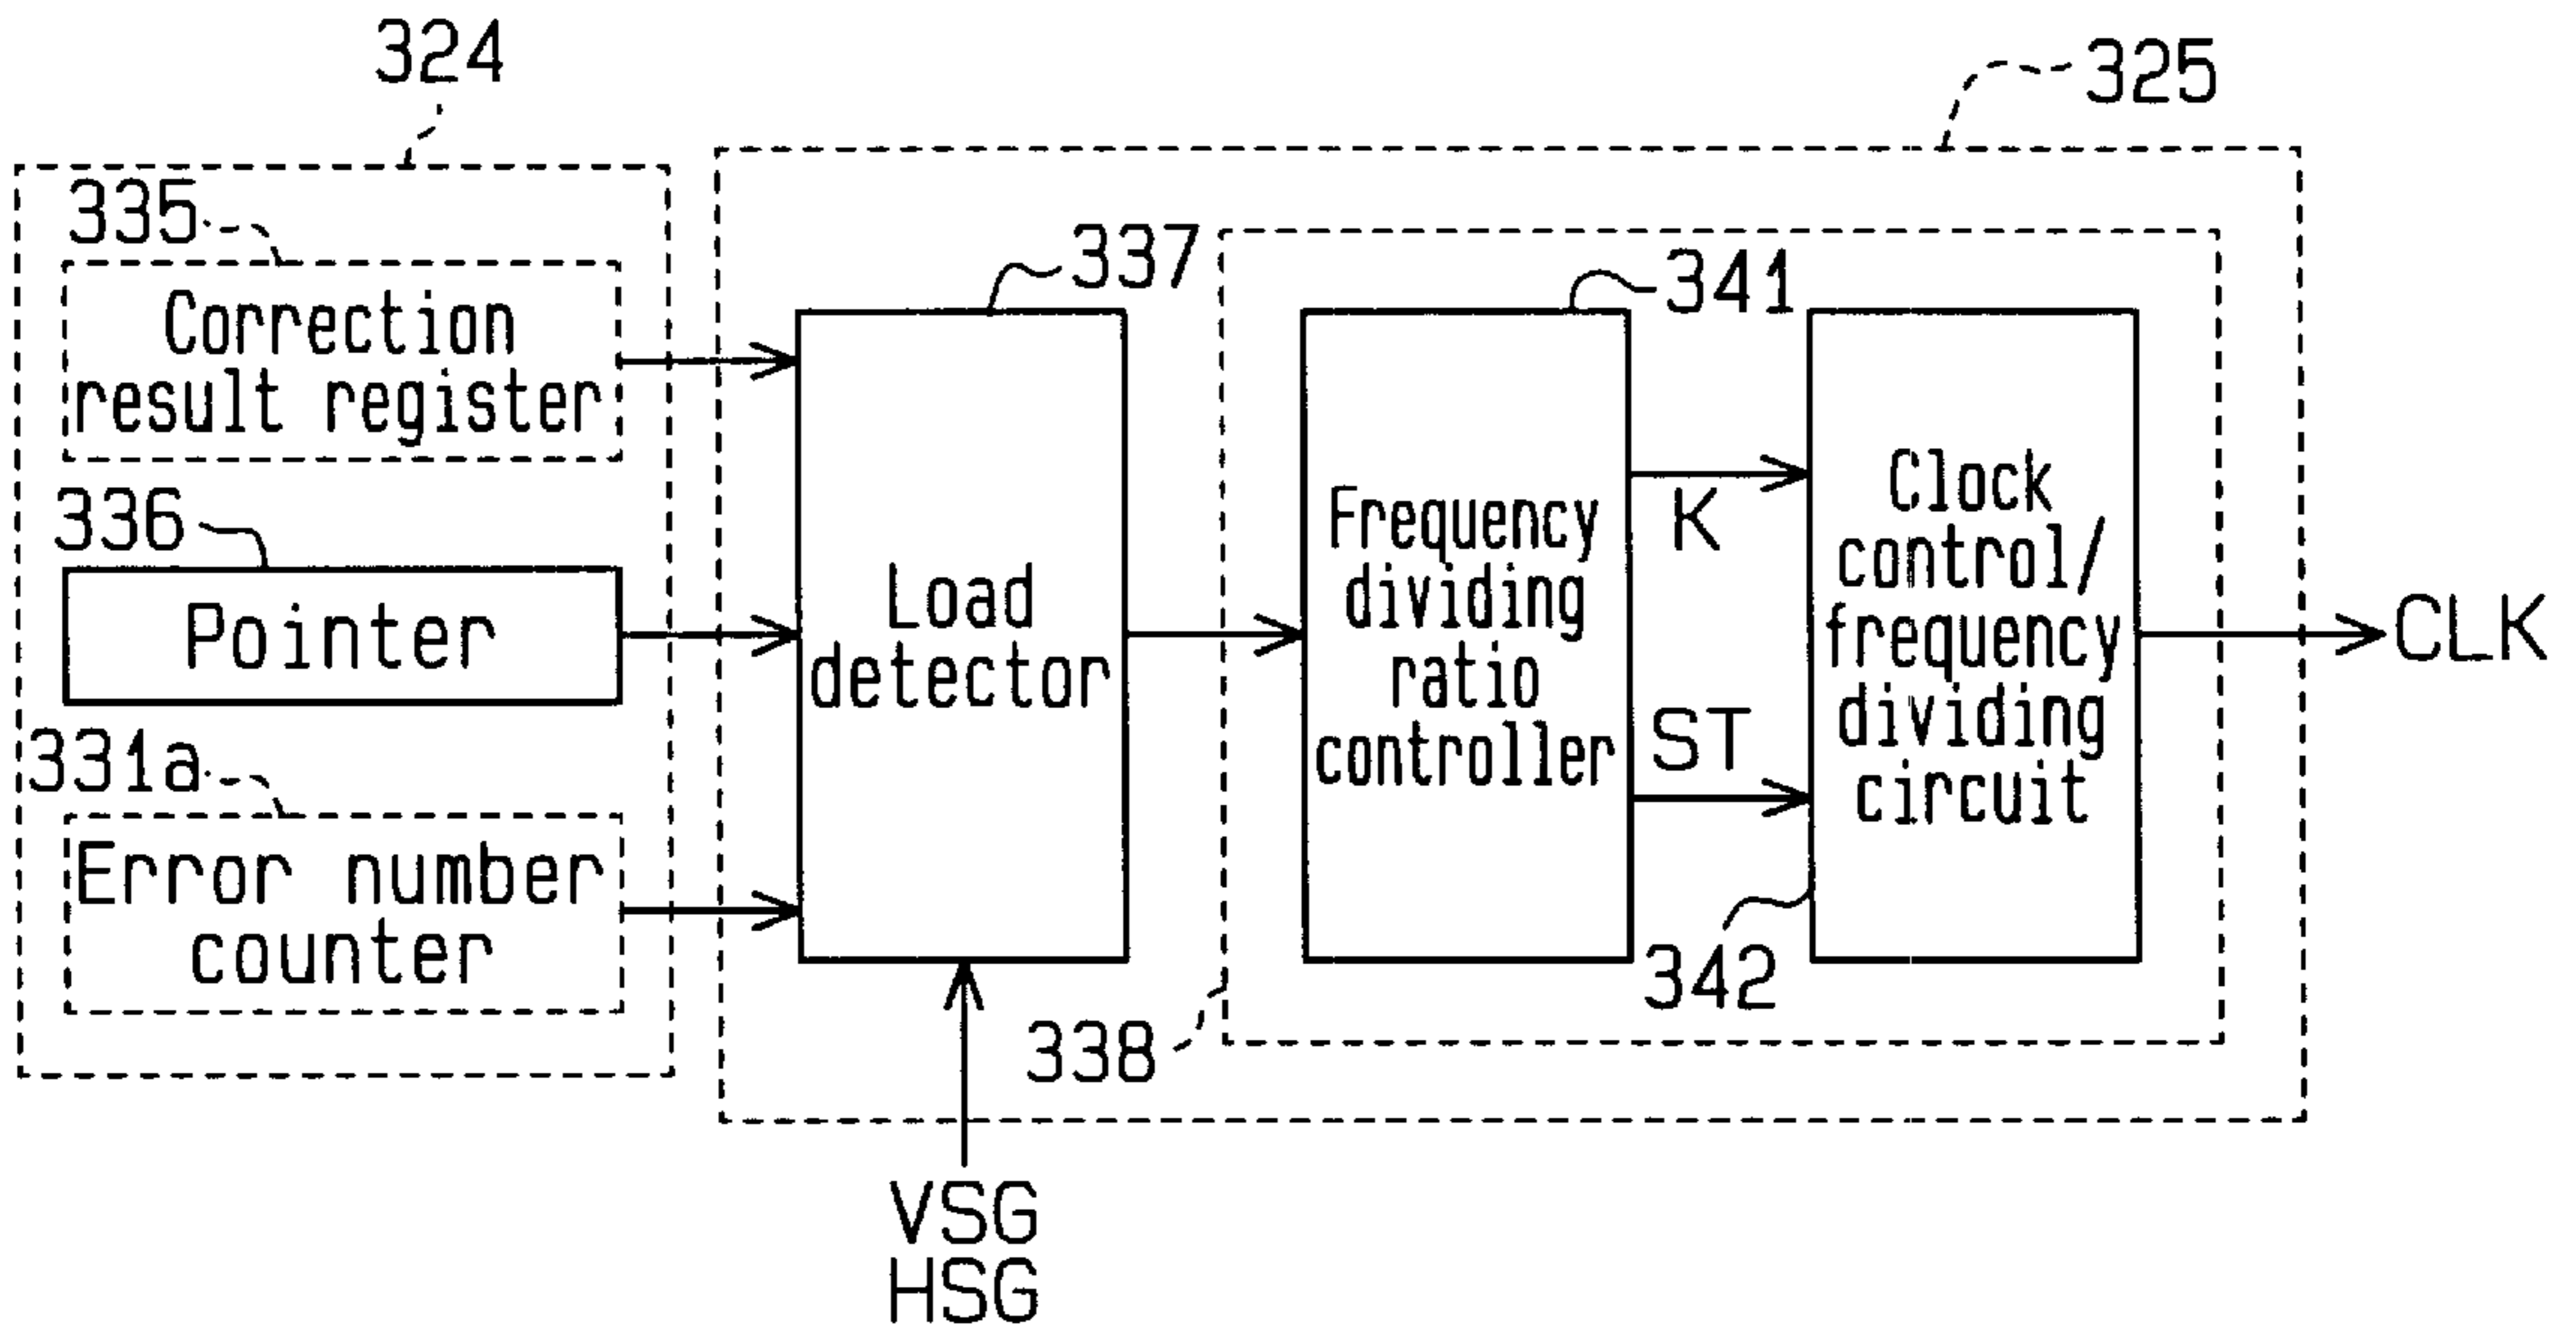 324
325
335
Correction
result register
336
Pointer
331a
Error number
counter
337
Load
detector
VSG
HSG
338
341
Frequency
dividing
ratio
controller
K
ST
342
Clock
control/
frequency
dividing
circuit
CLK